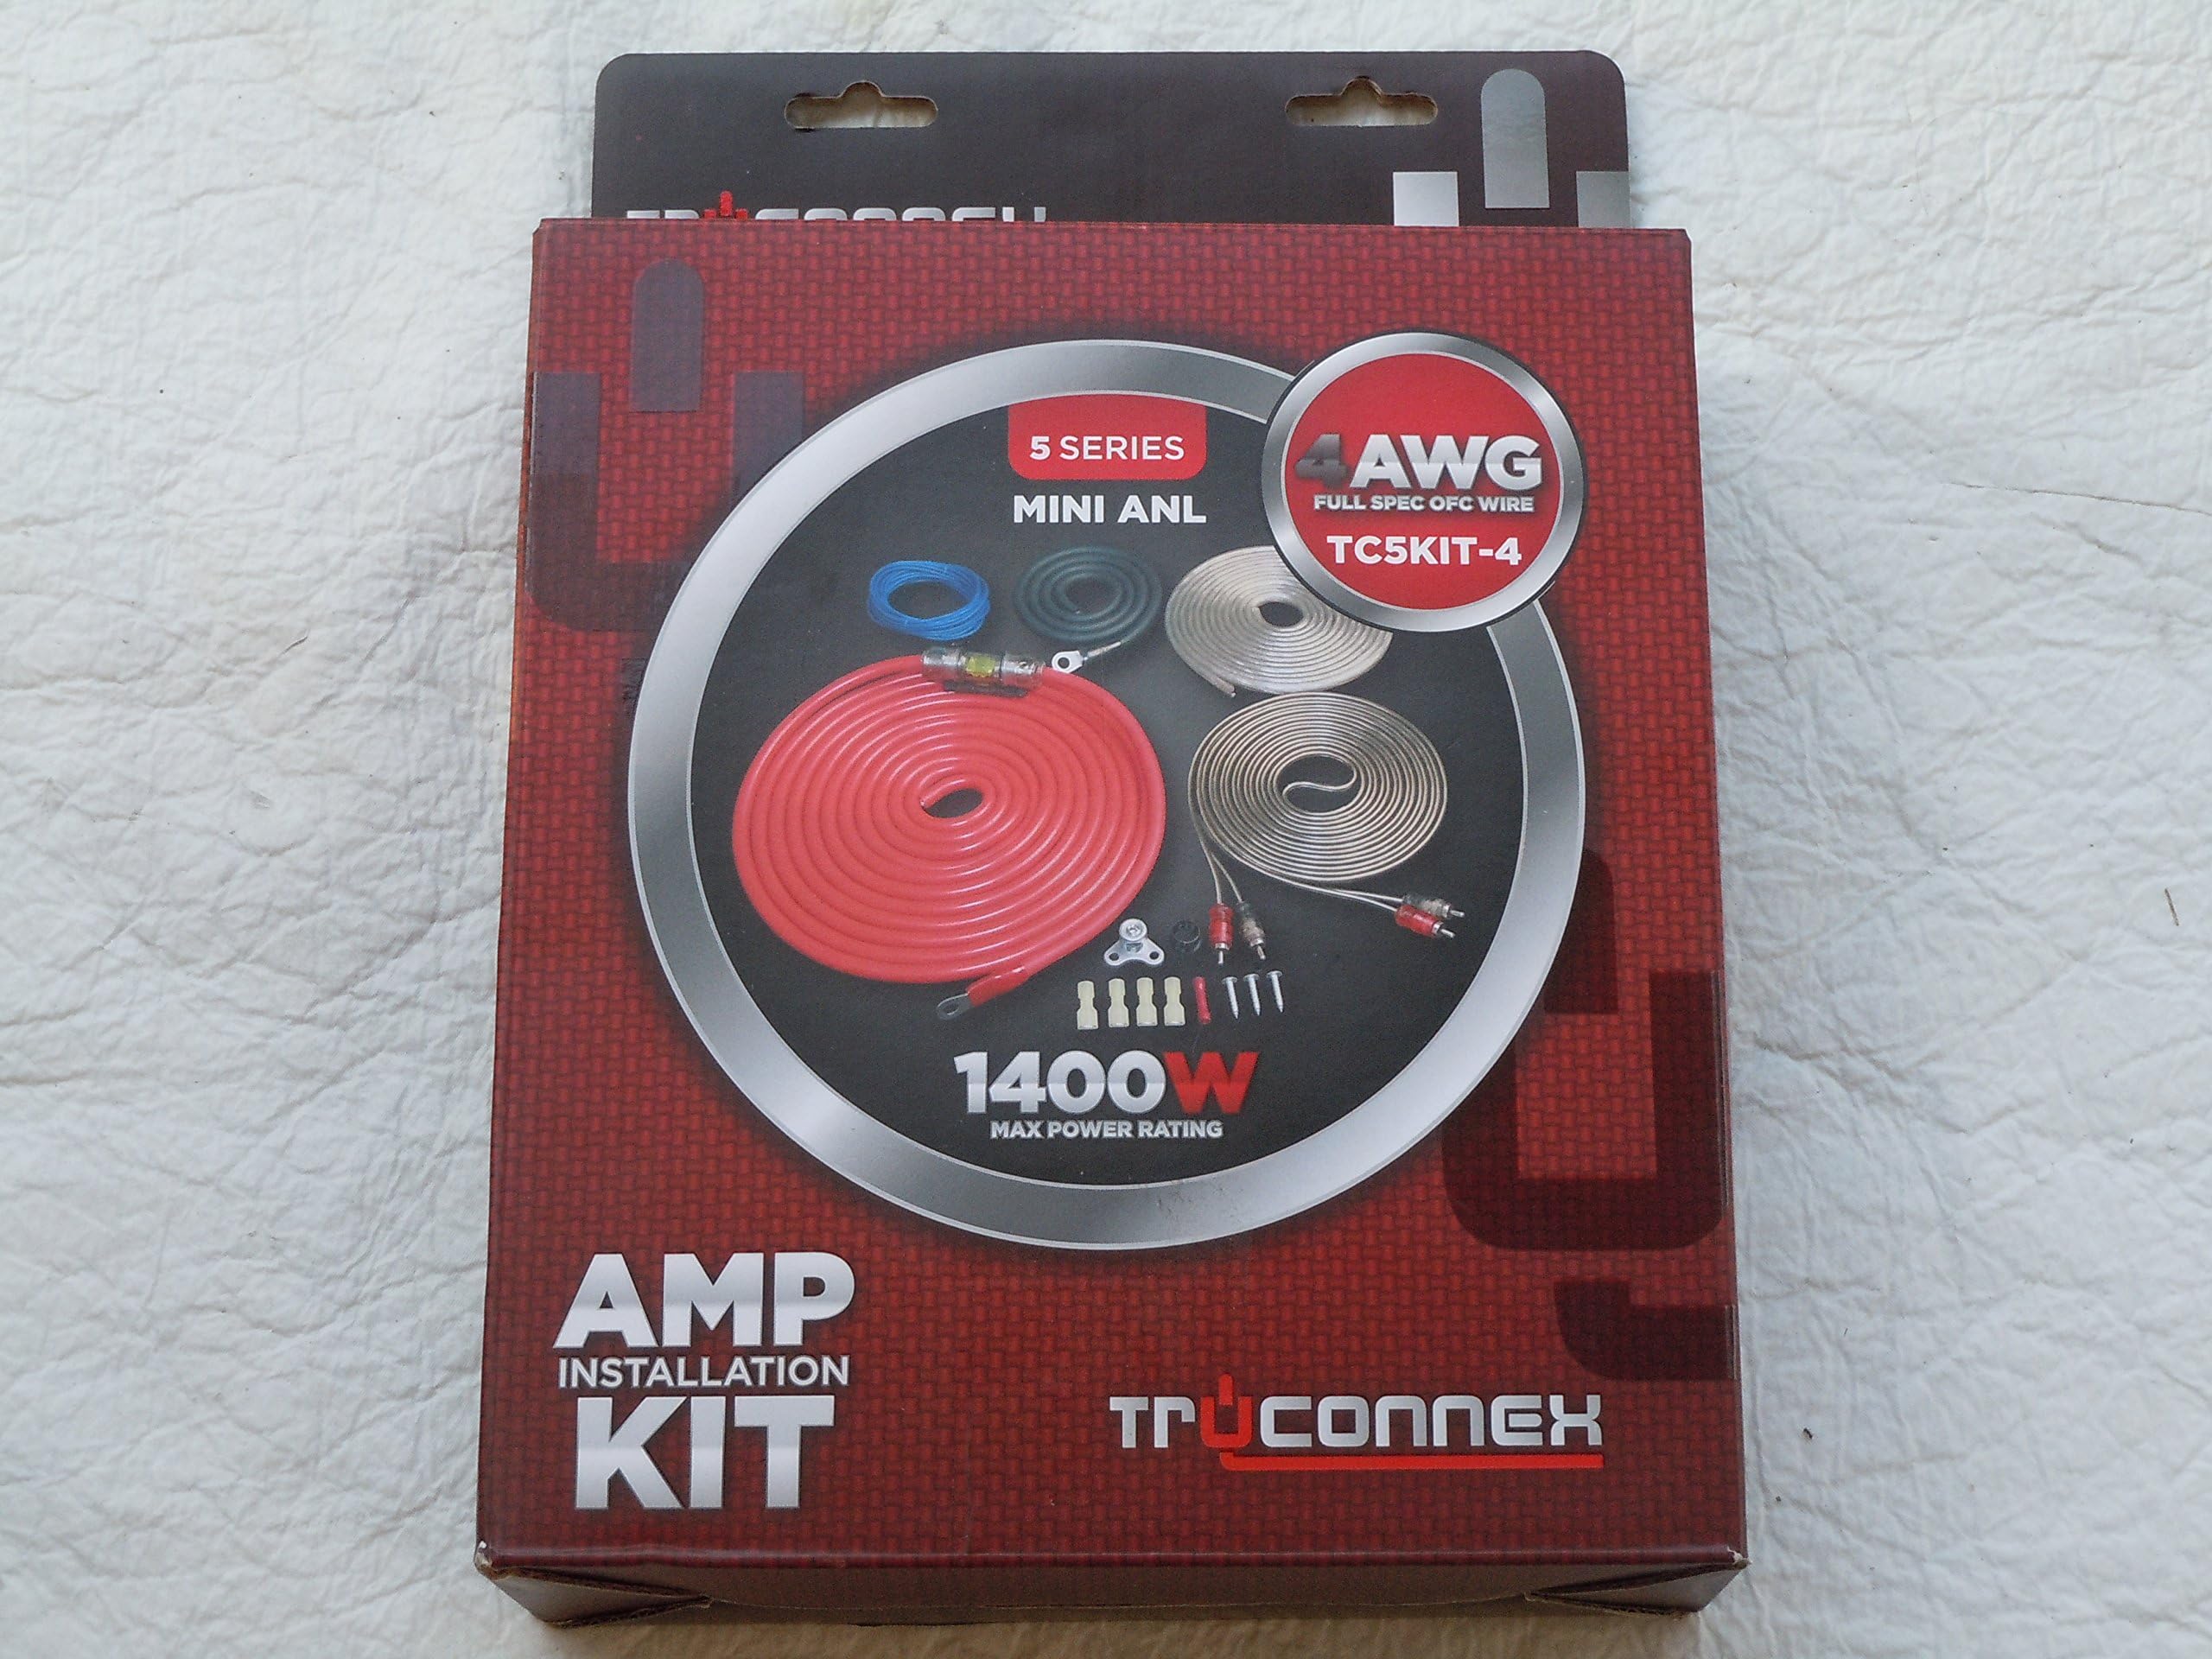 TRUCONNEX
5 SERIES
MINI ANL
4AWG
FULL SPEC OFC WIRE
TC5KIT-4
1400W
MAX POWER RATING
AMP
INSTALLATION
KIT
TRUCONNEX